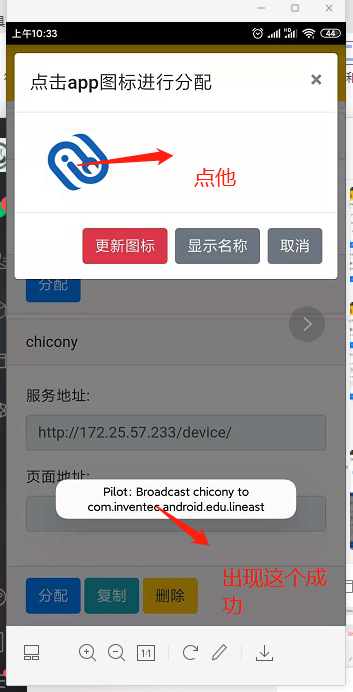 上午10:33
HD
44
点击app图标进行分配
×
点他
更新图标
显示名称
取消
分配
chicony
服务地址:
http://172.25.57.233/device/
页面地址:
Pilot: Broadcast chicony to
com.inventec.android.edu.lineast
出现这个成
功
分配
复制
删除
1:1